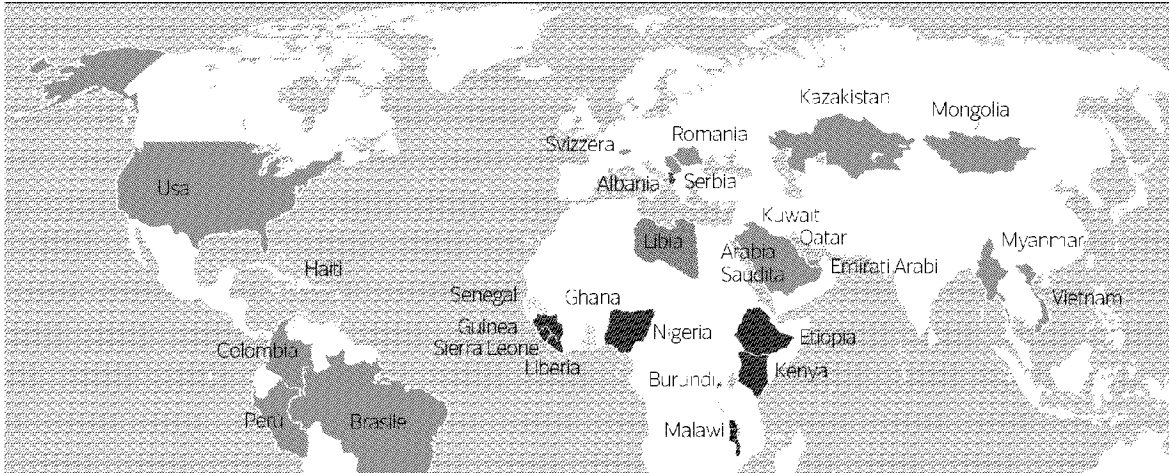 Kazakistan
Mongolia
Romania
Svizzera
Usa
Albania
Serbia
Kuwait
Libia
Qatar
Arabia
Saudita
Myanmar
Haiti
Emirati Arabi
Senegal
Ghana
Vietnam
Guinea
Nigeria
Etiopia
Sierra Leone
Colombia
Liberia
Kenya
Burundi
Perù
Brasile
Malawi